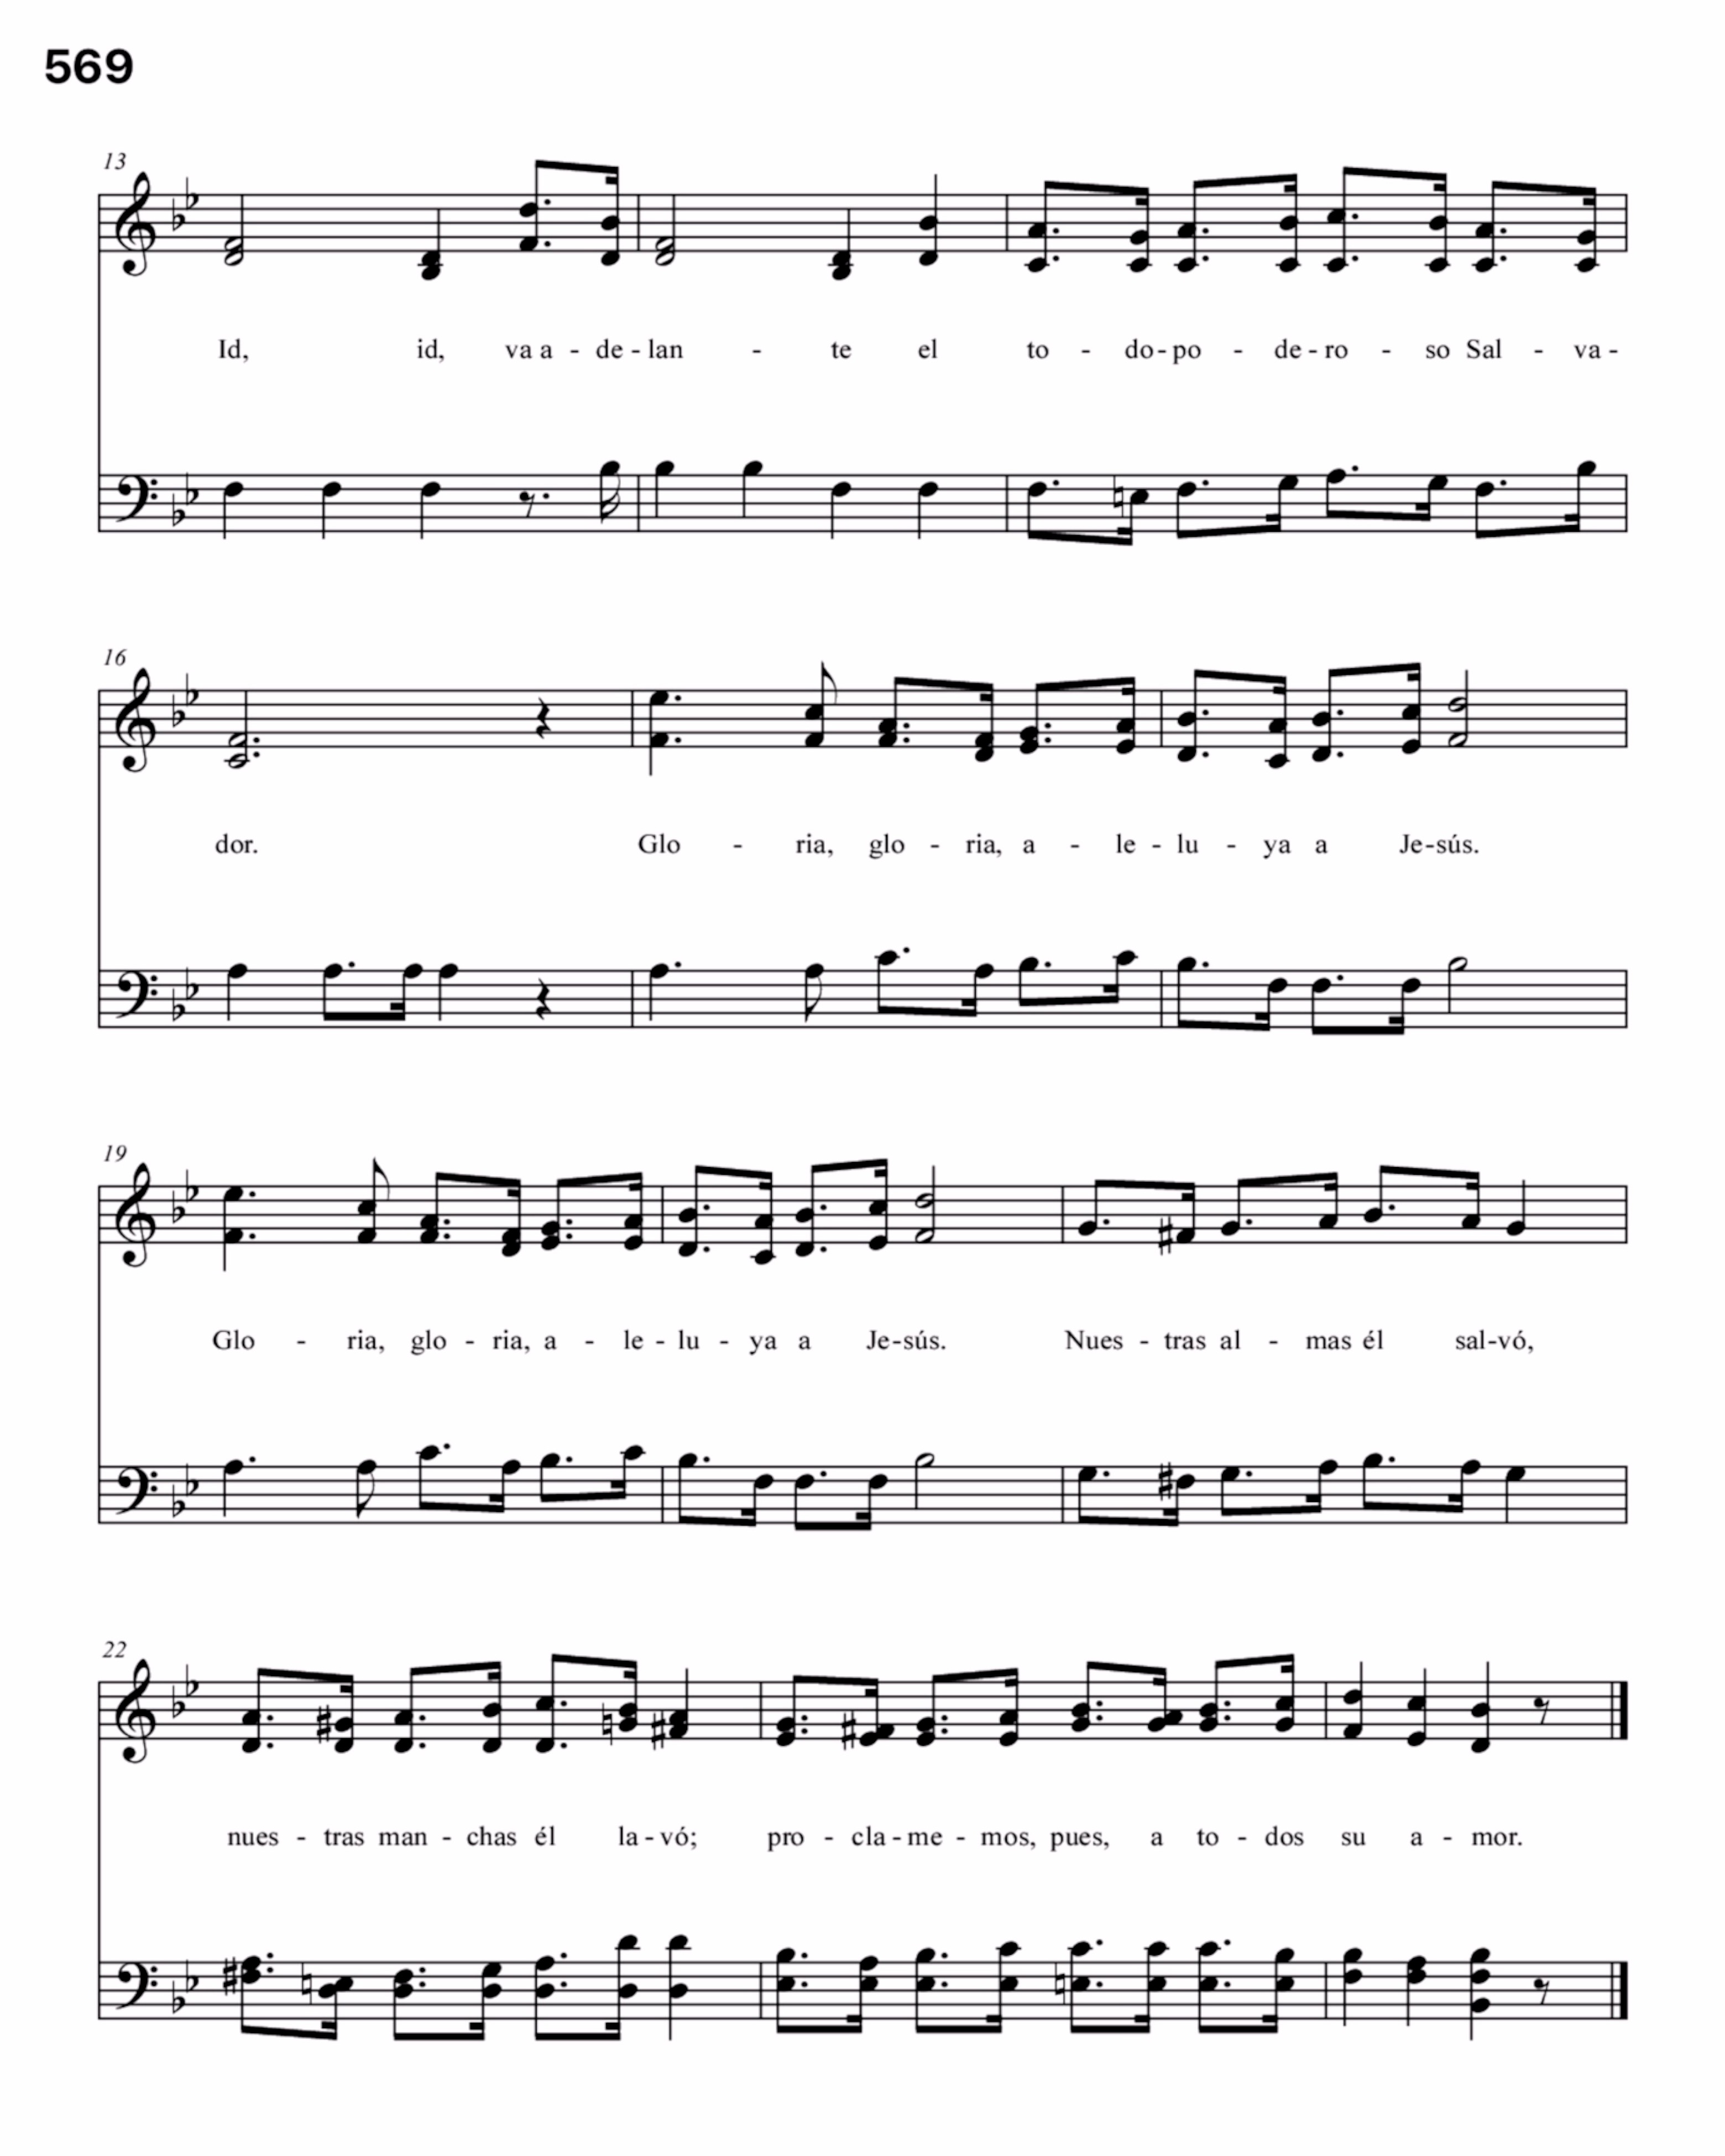 569
13
Id, id, va a - de - lan - te el to - do - po - de - ro - so Sal - va -
16
dor. Glo - ria, glo - ria, a - le - lu - ya a Je - sús.
19
Glo - ria, glo - ria, a - le - lu - ya a Je - sús. Nues - tras al - mas él sal - vó,
22
nues - tras man - chas él la - vó; pro - cla - me - mos, pues, a to - dos su a - mor.